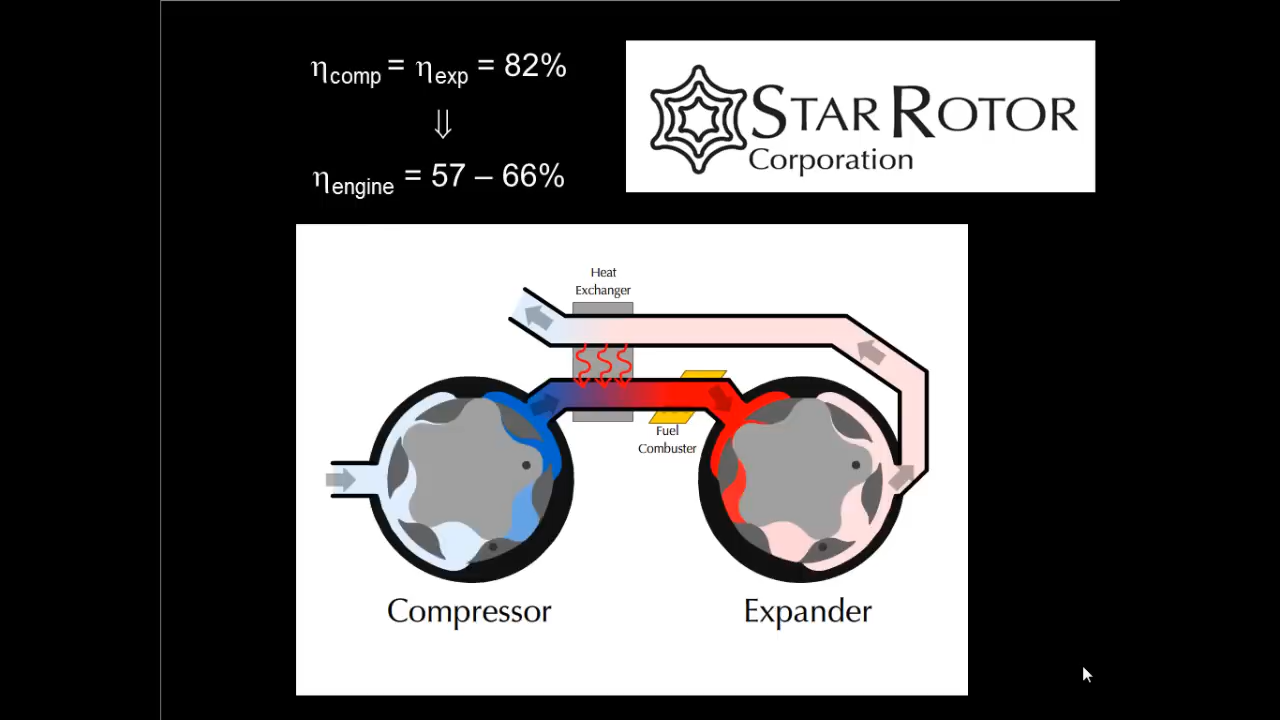 ηcomp = ηexp = 82%
⇓
ηengine = 57 – 66%
STAR ROTOR
Corporation
Heat
Exchanger
Fuel
Combuster
Compressor
Expander